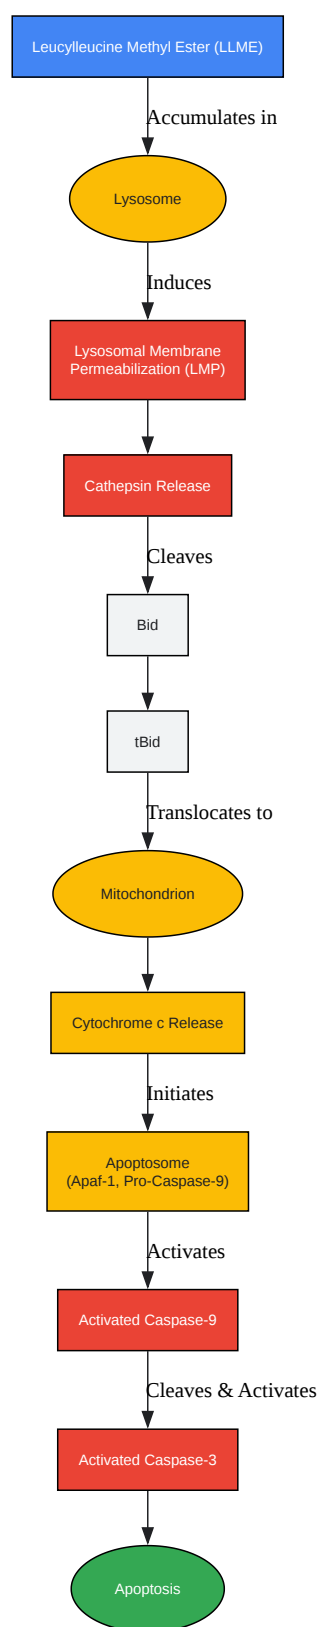 Leucylleucine Methyl Ester (LLME)
Accumulates in
Lysosome
Induces
Lysosomal Membrane
Permeabilization (LMP)
Cathepsin Release
Cleaves
Bid
tBid
Translocates to
Mitochondrion
Cytochrome c Release
Initiates
Apoptosome
(Apaf-1, Pro-Caspase-9)
Activates
Activated Caspase-9
Cleaves & Activates
Activated Caspase-3
Apoptosis